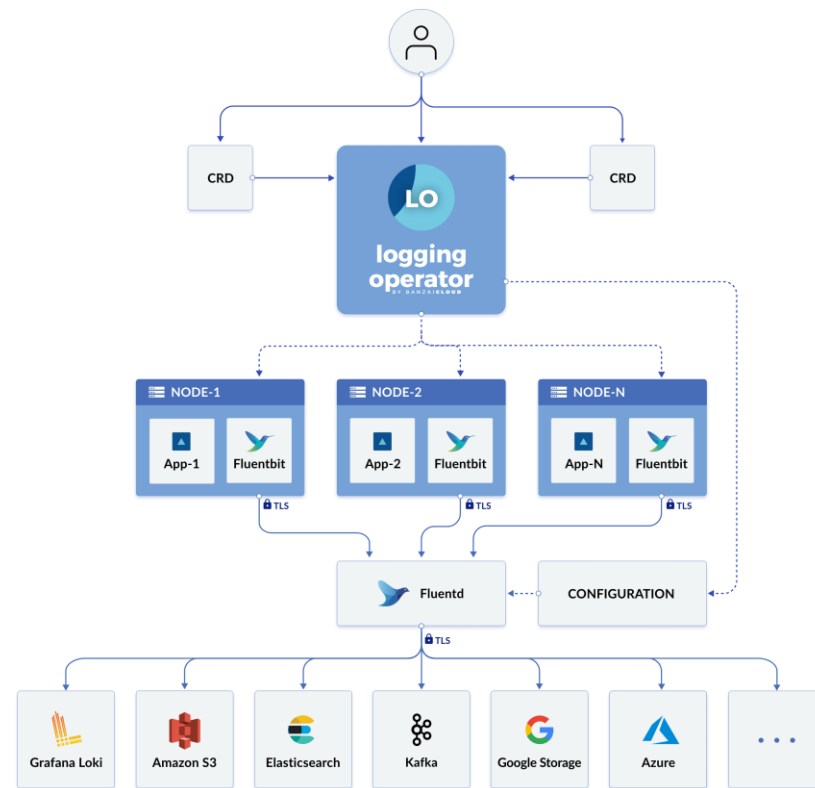 CRD
LO
CRD
logging
operator
BY BANZAICLOUD
NODE-1
NODE-2
NODE-N
App-1
Fluentbit
App-2
Fluentbit
App-N
Fluentbit
TLS
TLS
TLS
Fluentd
CONFIGURATION
TLS
Grafana Loki
Amazon S3
Elasticsearch
Kafka
Google Storage
Azure
...